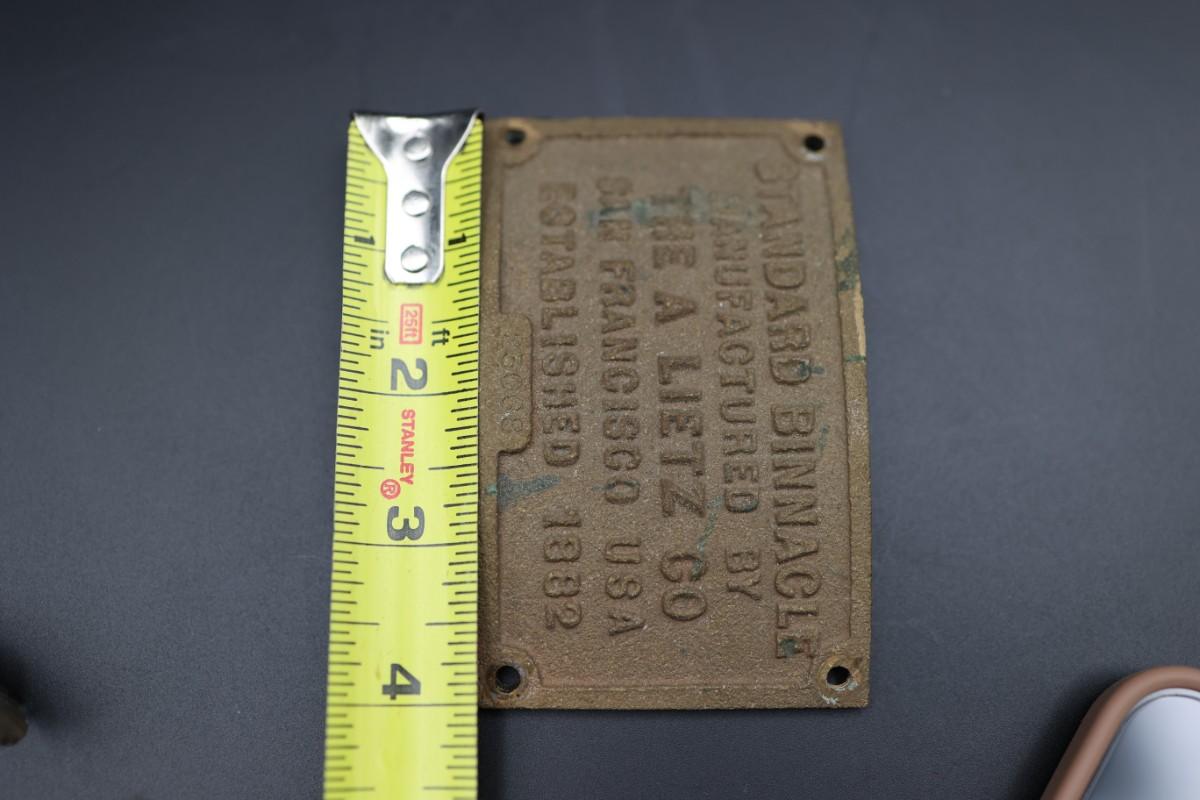 STANDARD BINNACLE
MANUFACTURED BY
THE A LIETZ CO
SAN FRANCISCO USA
ESTABLISHED 1882
1
1
25ft
in
ft
2
STANLEY®
3
4